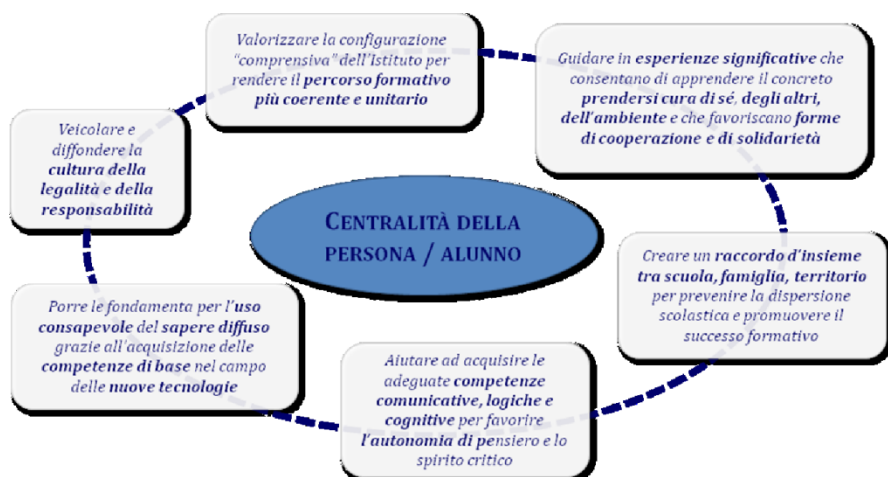 Valorizzare la configurazione
“comprensiva” dell’Istituto per
rendere il percorso formativo
più coerente e unitario
Guidare in esperienze significative che
consentano di apprendere il concreto
prendersi cura di sé, degli altri,
dell’ambiente e che favoriscano forme
di cooperazione e di solidarietà
Veicolare e
diffondere la
cultura della
legalità e della
responsabilità
CENTRALITÀ DELLA
PERSONA / ALUNNO
Creare un raccordo d’insieme
tra scuola, famiglia, territorio
per prevenire la dispersione
scolastica e promuovere il
successo formativo
Porre le fondamenta per l’uso
consapevole del sapere diffuso
grazie all’acquisizione delle
competenze di base nel campo
delle nuove tecnologie
Aiutare ad acquisire le
adeguate competenze
comunicative, logiche e
cognitive per favorire
l’autonomia di pensiero e lo
spirito critico